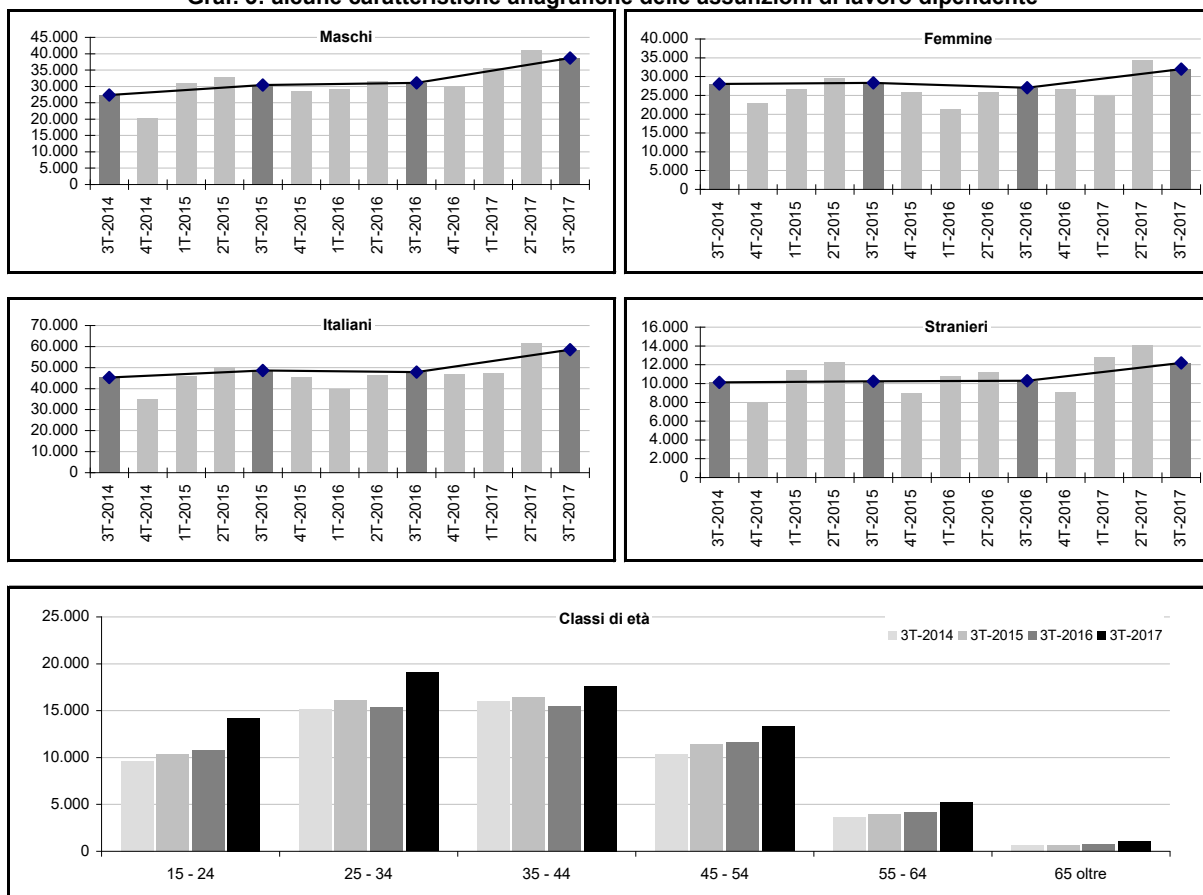 Graf. 5: alcune caratteristiche anagrafiche delle assunzioni di lavoro dipendente
Maschi
45.000
40.000
35.000
30.000
25.000
20.000
15.000
10.000
5.000
0
3T-2014
4T-2014
1T-2015
2T-2015
3T-2015
4T-2015
1T-2016
2T-2016
3T-2016
4T-2016
1T-2017
2T-2017
3T-2017
Femmine
40.000
35.000
30.000
25.000
20.000
15.000
10.000
5.000
0
3T-2014
4T-2014
1T-2015
2T-2015
3T-2015
4T-2015
1T-2016
2T-2016
3T-2016
4T-2016
1T-2017
2T-2017
3T-2017
Italiani
70.000
60.000
50.000
40.000
30.000
20.000
10.000
0
3T-2014
4T-2014
1T-2015
2T-2015
3T-2015
4T-2015
1T-2016
2T-2016
3T-2016
4T-2016
1T-2017
2T-2017
3T-2017
Stranieri
16.000
14.000
12.000
10.000
8.000
6.000
4.000
2.000
0
3T-2014
4T-2014
1T-2015
2T-2015
3T-2015
4T-2015
1T-2016
2T-2016
3T-2016
4T-2016
1T-2017
2T-2017
3T-2017
Classi di età
3T-2014 3T-2015 3T-2016 3T-2017
25.000
20.000
15.000
10.000
5.000
0
15 - 24 25 - 34 35 - 44 45 - 54 55 - 64 65 oltre